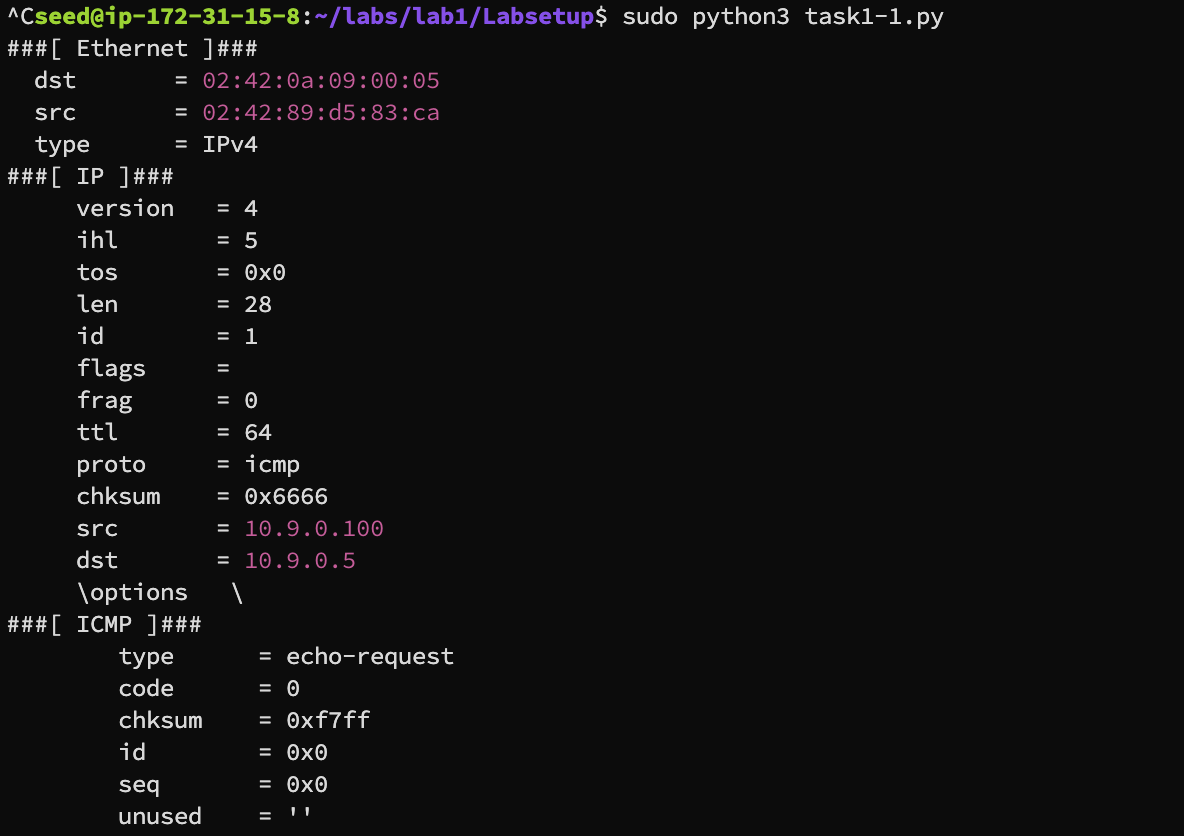 ^Cseed@ip-172-31-15-8:~/labs/lab1/Labsetup$ sudo python3 task1-1.py
###[ Ethernet ]###
  dst       = 02:42:0a:09:00:05
  src       = 02:42:89:d5:83:ca
  type      = IPv4
###[ IP ]###
     version   = 4
     ihl       = 5
     tos       = 0x0
     len       = 28
     id        = 1
     flags     =
     frag      = 0
     ttl       = 64
     proto     = icmp
     chksum    = 0x6666
     src       = 10.9.0.100
     dst       = 10.9.0.5
     \options   \
###[ ICMP ]###
        type      = echo-request
        code      = 0
        chksum    = 0xf7ff
        id        = 0x0
        seq       = 0x0
        unused    = ''